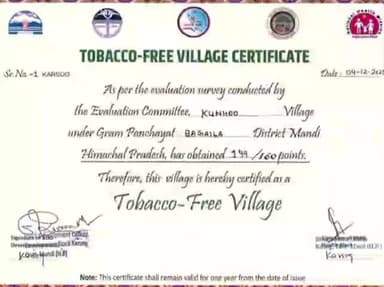 TOBACCO-FREE VILLAGE CERTIFICATE
Sr. No -1 KARSOG
Date: 04-12-202
As per the evaluation survey conducted by
the Evaluation Committee, KUNHOO Village
under Gram Panchayat BAGAILA District Mandi
Himachal Pradesh, has obtained /160 points.
Therefore, this village is hereby certified as a
Tobacco-Free Village
Note: This certificate shall remain valid for one year from the date of issue